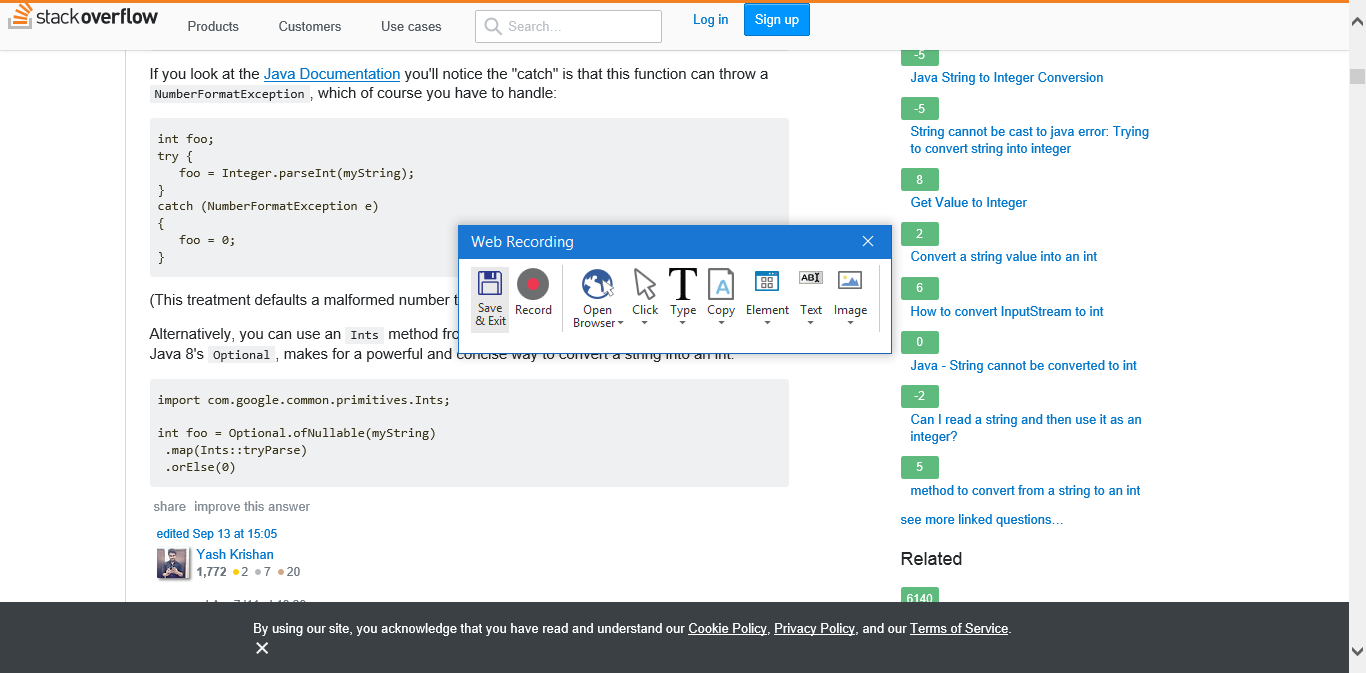 stackoverflow
Products
Customers
Use cases
Search...
Log in
Sign up
If you look at the Java Documentation you'll notice the "catch" is that this function can throw a
NumberFormatException , which of course you have to handle:
int foo;
try {
   foo = Integer.parseInt(myString);
}
catch (NumberFormatException e)
{
   foo = 0;
}
(This treatment defaults a malformed number t
Alternatively, you can use an Ints method fro
Java 8's Optional , makes for a powerful and concise way to convert a string into an int:
import com.google.common.primitives.Ints;
int foo = Optional.ofNullable(myString)
 .map(Ints::tryParse)
 .orElse(0)
share improve this answer
edited Sep 13 at 15:05
Yash Krishan
1,772 2 7 20
Web Recording
Save
& Exit
Record
Open
Browser
Click
Type
Copy
Element
Text
Image
T
A
ABI
-5
Java String to Integer Conversion
-5
String cannot be cast to java error: Trying
to convert string into integer
8
Get Value to Integer
2
Convert a string value into an int
6
How to convert InputStream to int
0
Java - String cannot be converted to int
-2
Can I read a string and then use it as an
integer?
5
method to convert from a string to an int
see more linked questions…
Related
6140
By using our site, you acknowledge that you have read and understand our Cookie Policy, Privacy Policy, and our Terms of Service.